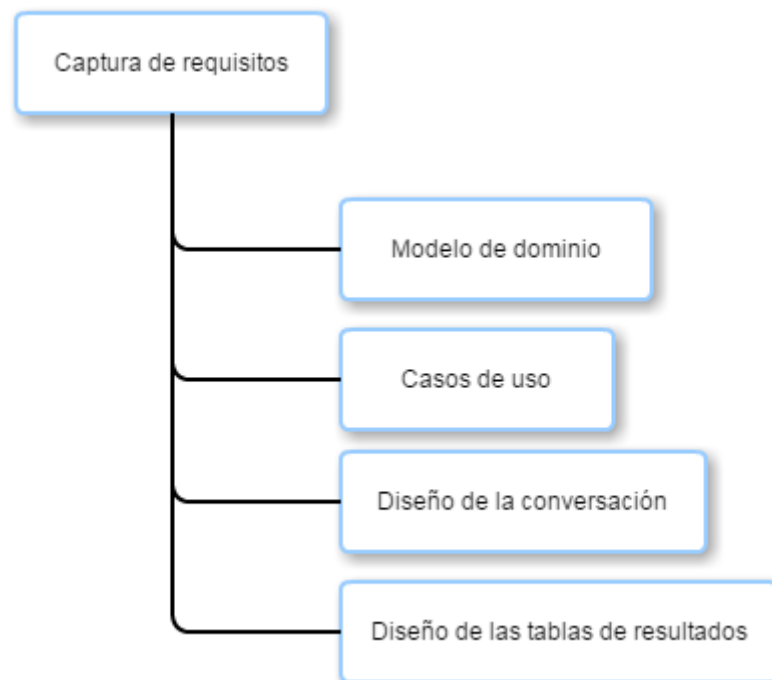 Captura de requisitos
Modelo de dominio
Casos de uso
Diseño de la conversación
Diseño de las tablas de resultados